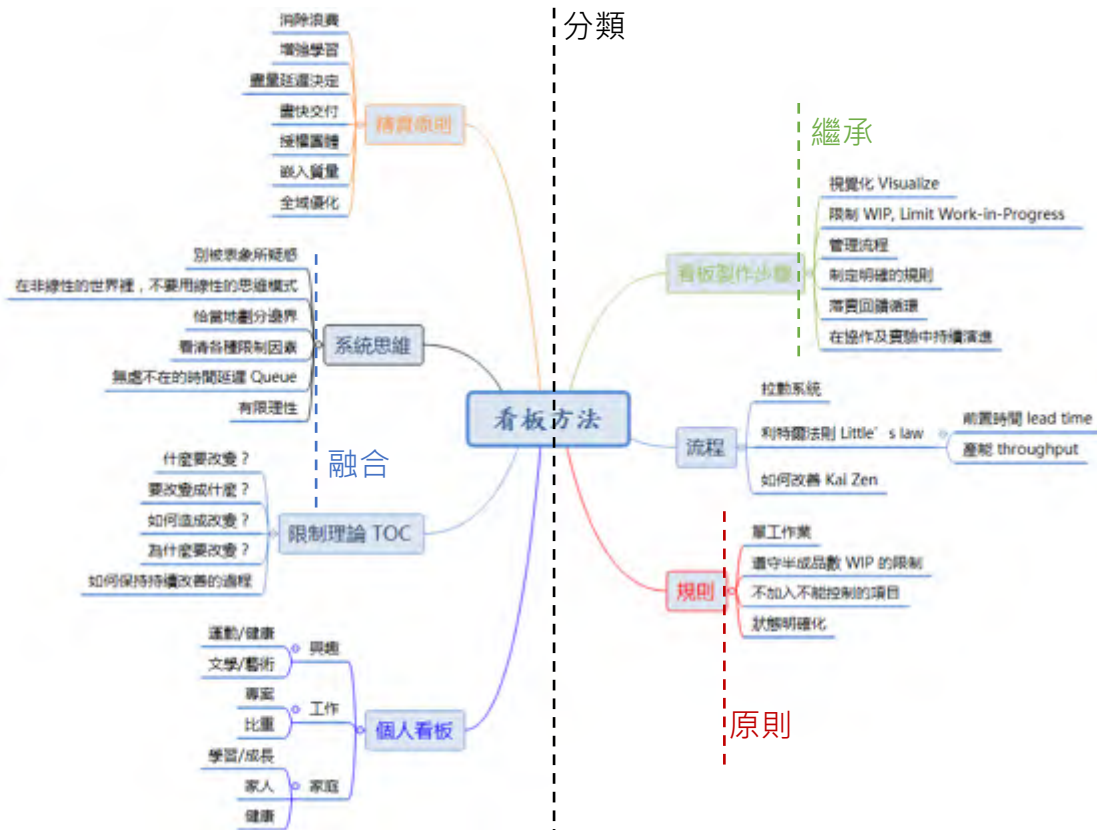 分類
消除浪費
增強學習
盡量延遲決定
盡快交付
授權團體
嵌入質量
全域優化
精實原則
別被表象所疑惑
在非線性的世界裡，不要用線性的思維模式
恰當地劃分邊界
看清各種限制因素
無處不在的時間延遲 Queue
有限理性
系統思維
融合
什麼要改變？
要改變成什麼？
如何造成改變？
為什麼要改變？
如何保持持續改善的過程
限制理論 TOC
運動/健康
文學/藝術
興趣
專案
比重
工作
學習/成長
家人
健康
家庭
個人看板
看板方法
繼承
視覺化 Visualize
限制 WIP, Limit Work-in-Progress
管理流程
制定明確的規則
落實回饋循環
在協作及實驗中持續演進
看板製作步驟
拉動系統
利特爾法則 Little's law
前置時間 lead time
產能 throughput
如何改善 Kai Zen
流程
單工作業
遵守半成品數 WIP 的限制
不加入不能控制的項目
狀態明確化
規則
原則